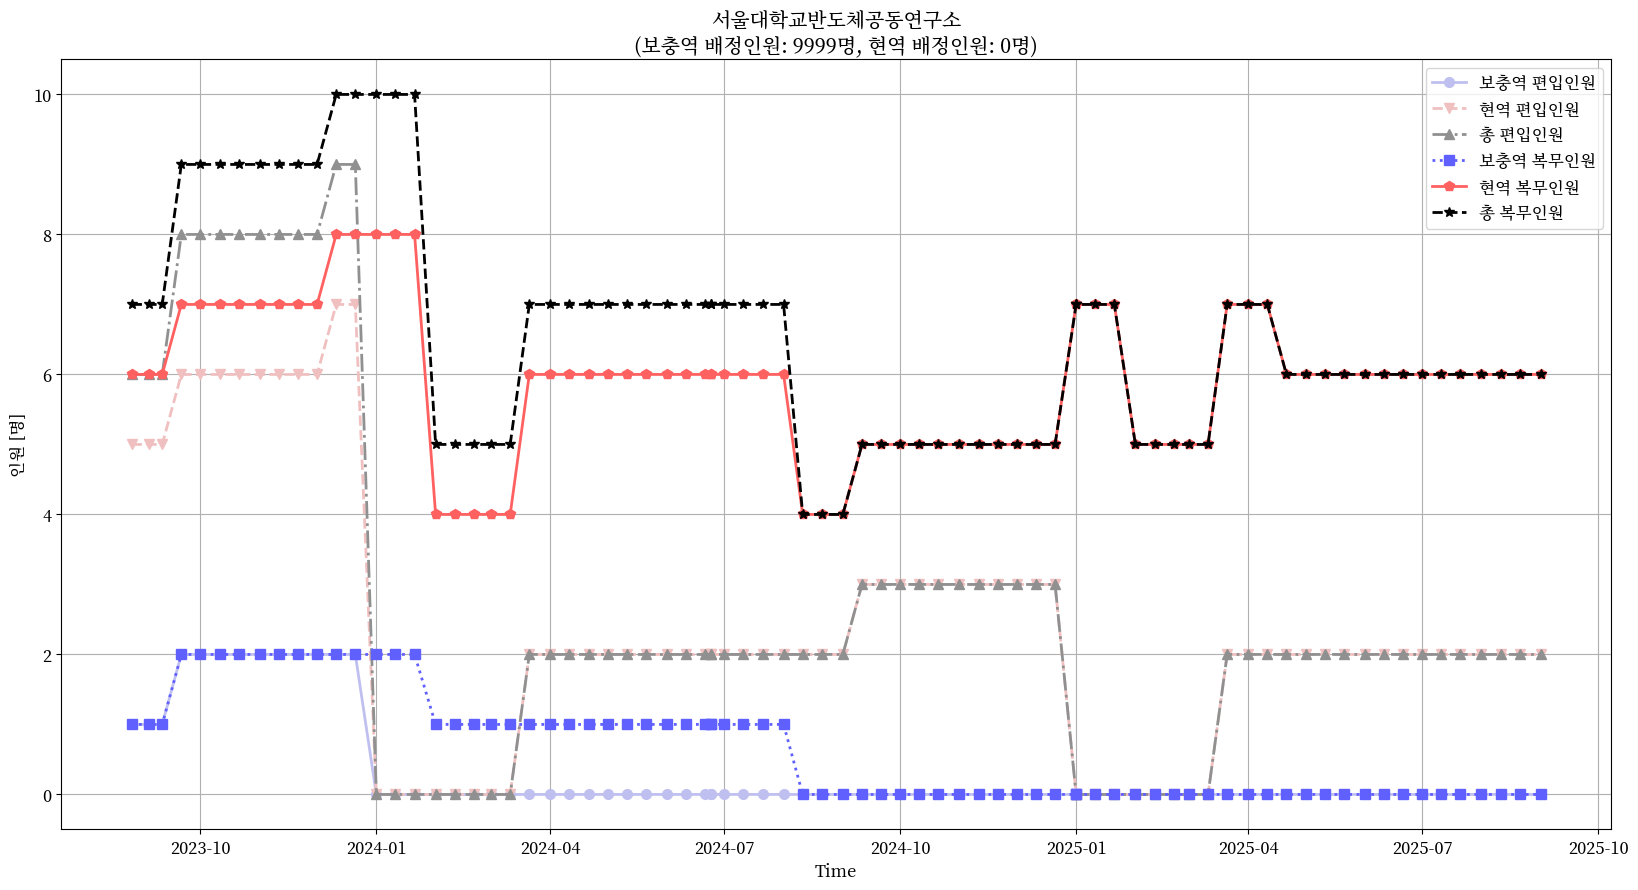 서울대학교반도체공동연구소
(보충역 배정인원: 9999명, 현역 배정인원: 0명)
보충역 편입인원
현역 편입인원
총 편입인원
보충역 복무인원
현역 복무인원
총 복무인원
인원 [명]
10
8
6
4
2
0
2023-10
2024-01
2024-04
2024-07
2024-10
2025-01
2025-04
2025-07
2025-10
Time